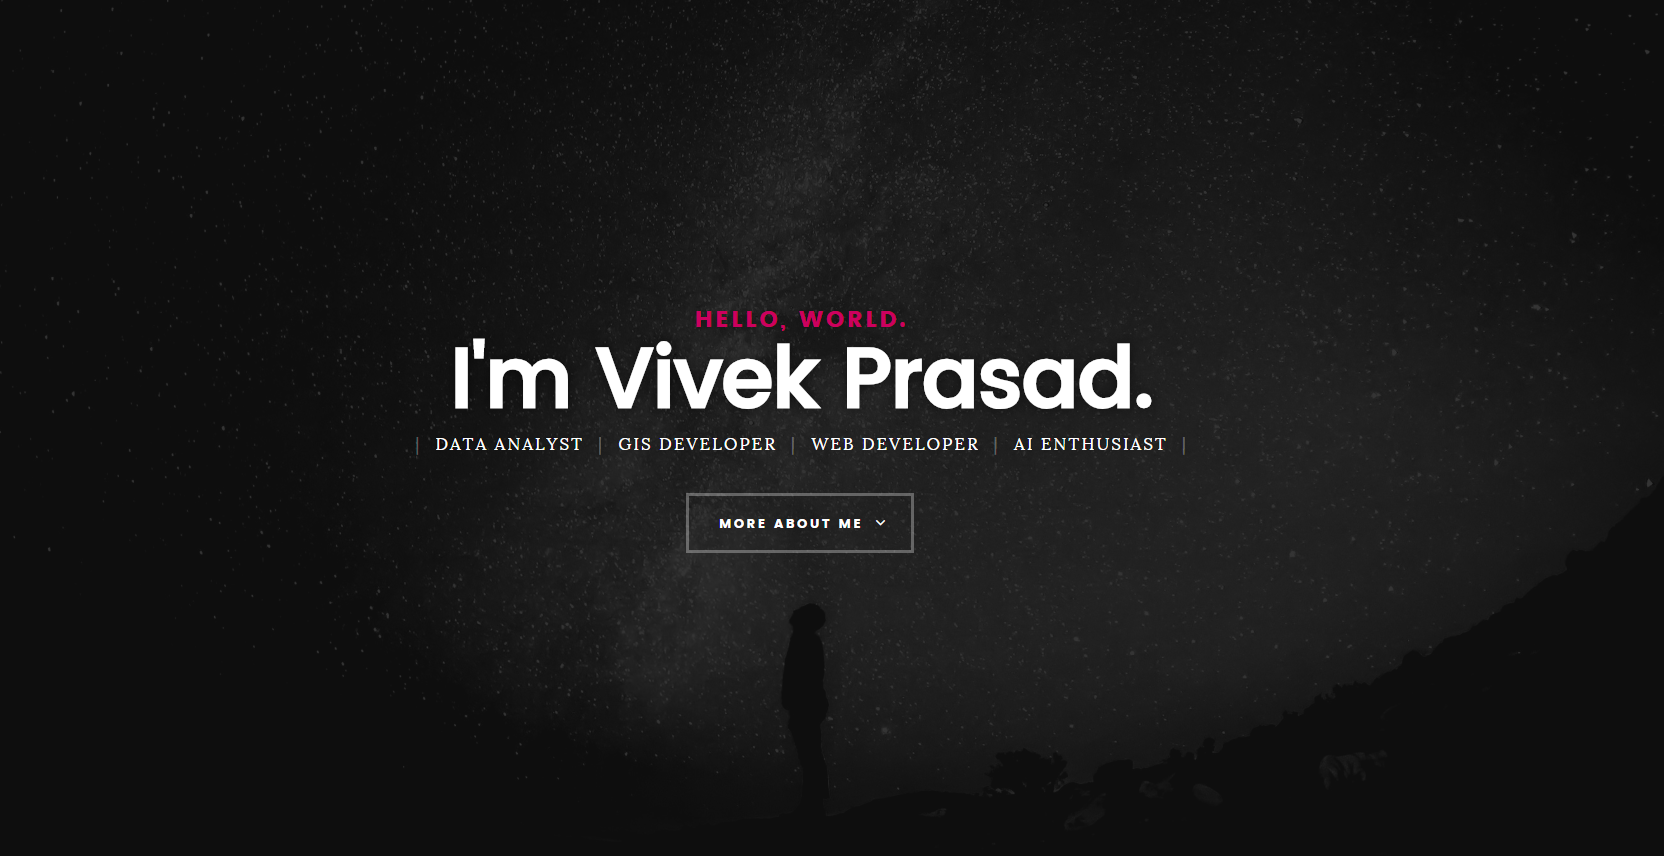 HELLO, WORLD.
I'm Vivek Prasad.
| DATA ANALYST | GIS DEVELOPER | WEB DEVELOPER | AI ENTHUSIAST |
MORE ABOUT ME